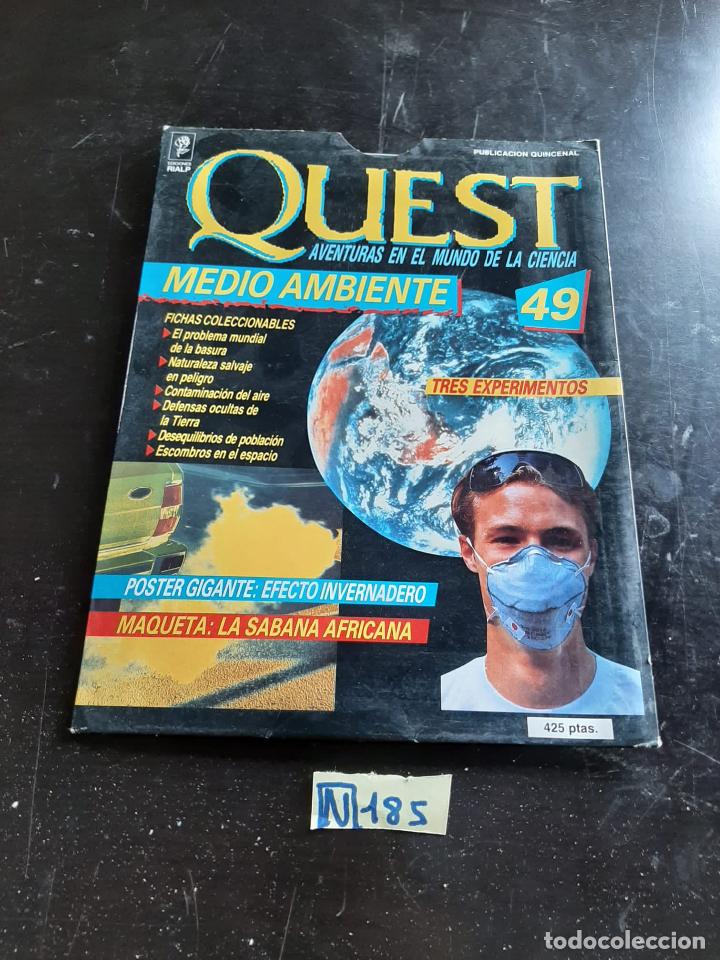 EDICIONES
RIALP
PUBLICACION QUINCENAL
QUEST
AVENTURAS EN EL MUNDO DE LA CIENCIA
MEDIO AMBIENTE
49
FICHAS COLECCIONABLES
El problema mundial
de la basura
Naturaleza salvaje
en peligro
Contaminación del aire
Defensas ocultas de
la Tierra
Desequilibrios de población
Escombros en el espacio
TRES EXPERIMENTOS
POSTER GIGANTE: EFECTO INVERNADERO
MAQUETA: LA SABANA AFRICANA
425 ptas.
N 185
todocoleccion